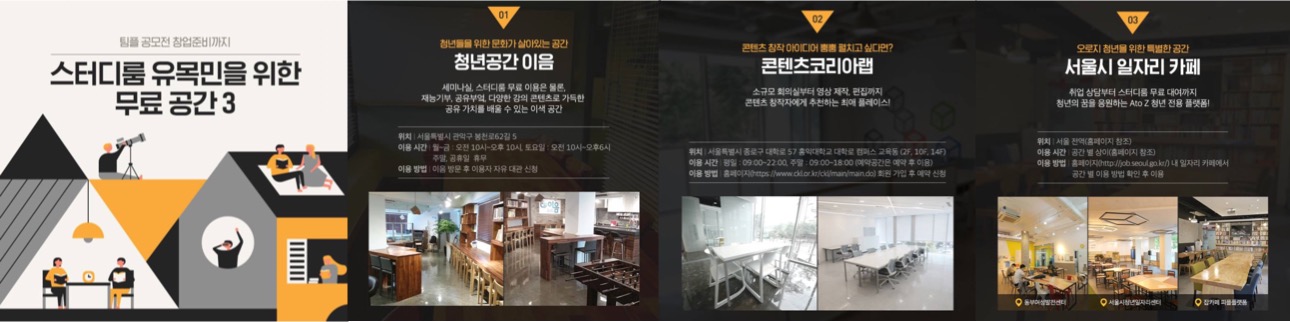 팀플 공모전 창업준비까지
스터디룸 유목민을 위한
무료 공간 3
01
청년들을 위한 문화가 살아있는 공간
청년공간 이음
세미나실, 스터디룸 무료 이용은 물론,
재능기부, 공유부엌, 다양한 강의 콘텐츠로 가득한
공유 가치를 배울 수 있는 이색 공간
위치 | 서울특별시 관악구 봉천로62길 5
이용 시간 | 월~금 : 오전 10시~오후 10시, 토요일 : 오전 10시~오후6시
주말, 공휴일 휴무
이용 방법 | 이음 방문 후 이용자 자유 대관 신청
이음
02
콘텐츠 창작 아이디어 뿜뿜 펼치고 싶다면?
콘텐츠코리아랩
소규모 회의실부터 영상 제작, 편집까지
콘텐츠 창작자에게 추천하는 최애 플레이스!
위치 | 서울특별시 종로구 대학로 57 홍익대학교 대학로 캠퍼스 교육동 (2F, 10F, 14F)
이용 시간 | 평일 : 09:00~22:00, 주말 : 09:00~18:00 (예약공간은 예약 후 이용)
이용 방법 | 홈페이지(https://www.ckl.or.kr/ckl/main/main.do) 회원 가입 후 예약 신청
03
오로지 청년을 위한 특별한 공간
서울시 일자리 카페
취업 상담부터 스터디룸 무료 대여까지
청년의 꿈을 응원하는 A to Z 청년 전용 플랫폼!
위치 | 서울 전역(홈페이지 참조)
이용 시간 | 공간 별 상이(홈페이지 참조)
이용 방법 | 홈페이지(http://job.seoul.go.kr/) 내 일자리 카페에서
공간 별 이용 방법 확인 후 이용
동부여성발전센터
서울시청년일자리센터
잡카페 피플플랫폼